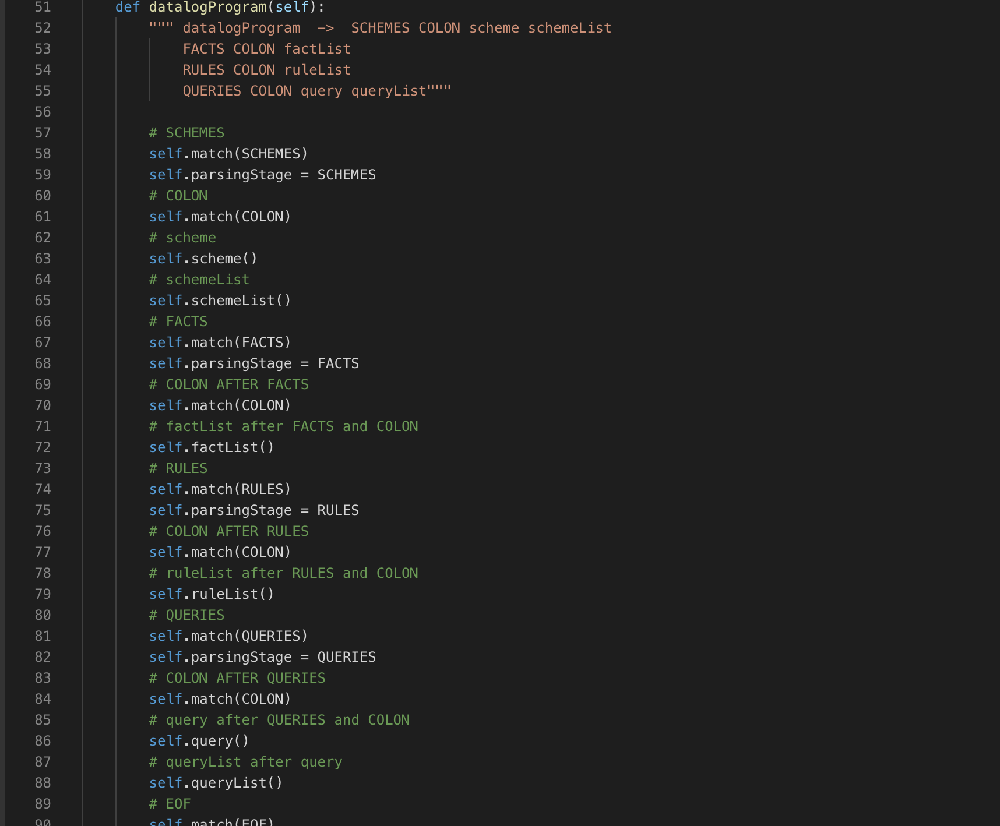 51 def datalogProgram(self):
52 """ datalogProgram -> SCHEMES COLON scheme schemeList
53 FACTS COLON factList
54 RULES COLON ruleList
55 QUERIES COLON query queryList"""
56
57 # SCHEMES
58 self.match(SCHEMES)
59 self.parsingStage = SCHEMES
60 # COLON
61 self.match(COLON)
62 # scheme
63 self.scheme()
64 # schemeList
65 self.schemeList()
66 # FACTS
67 self.match(FACTS)
68 self.parsingStage = FACTS
69 # COLON AFTER FACTS
70 self.match(COLON)
71 # factList after FACTS and COLON
72 self.factList()
73 # RULES
74 self.match(RULES)
75 self.parsingStage = RULES
76 # COLON AFTER RULES
77 self.match(COLON)
78 # ruleList after RULES and COLON
79 self.ruleList()
80 # QUERIES
81 self.match(QUERIES)
82 self.parsingStage = QUERIES
83 # COLON AFTER QUERIES
84 self.match(COLON)
85 # query after QUERIES and COLON
86 self.query()
87 # queryList after query
88 self.queryList()
89 # EOF
90 self.match(EOF)